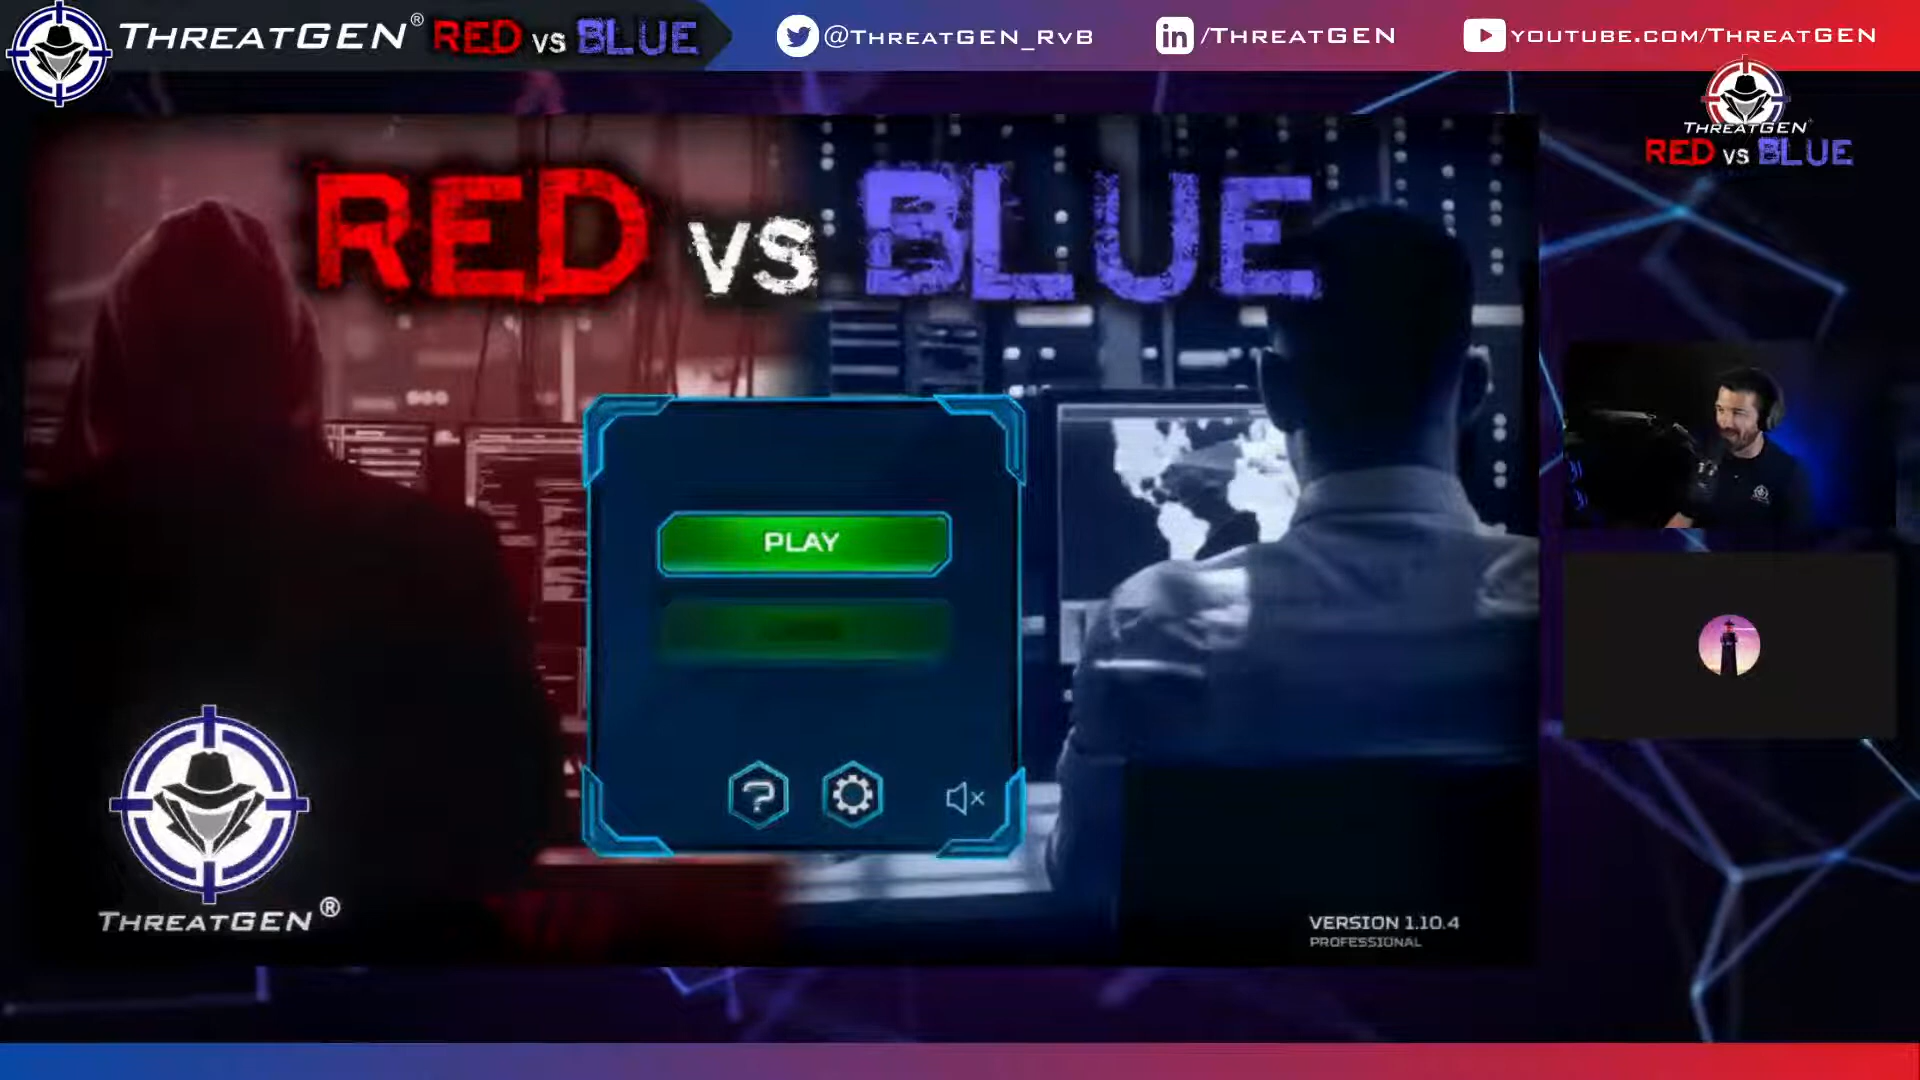 THREATGEN® RED VS BLUE
@THREATGEN_RVB
in/THREATGEN
YOUTUBE.COM/THREATGEN
THREATGEN®
RED VS BLUE
RED VS BLUE
PLAY
?
THREATGEN®
VERSION 1.10.4
PROFESSIONAL